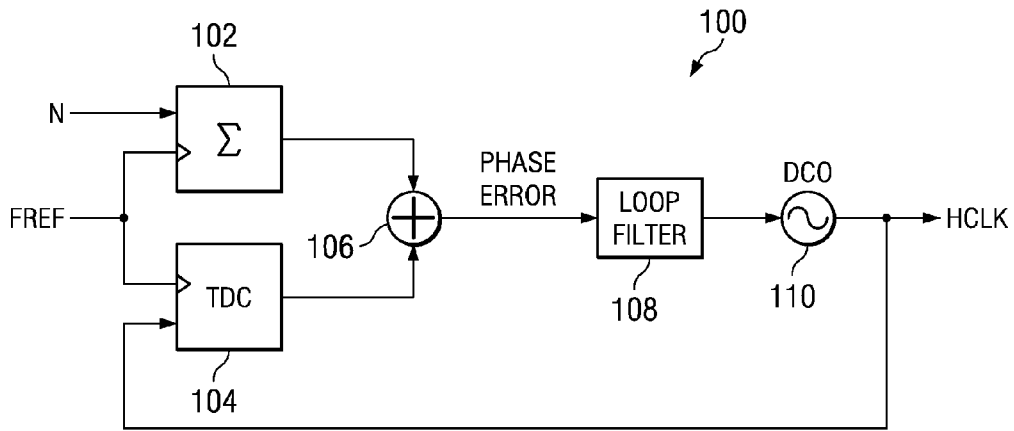 100
102
N
Σ
FREF
PHASE
ERROR
106
LOOP
FILTER
108
DCO
110
HCLK
TDC
104